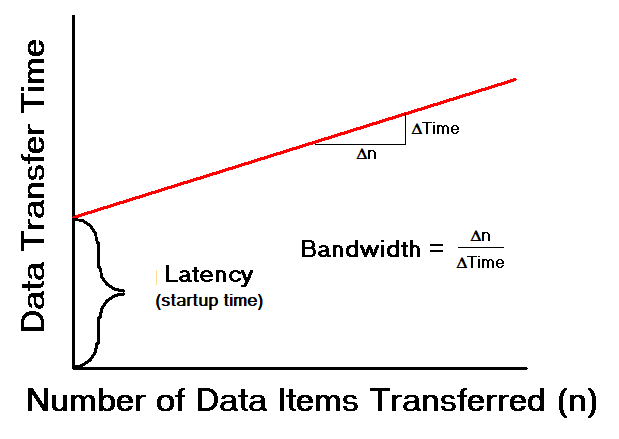 Data Transfer Time
ΔTime
Δn
Bandwidth = Δn / ΔTime
Latency
(startup time)
Number of Data Items Transferred (n)